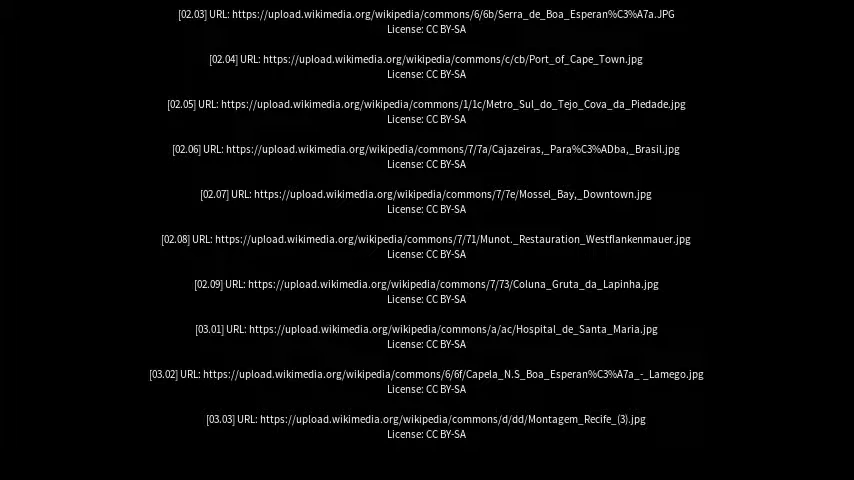 [02.03] URL: https://upload.wikimedia.org/wikipedia/commons/6/6b/Serra_de_Boa_Esperan%C3%A7a.JPG
License: CC BY-SA
[02.04] URL: https://upload.wikimedia.org/wikipedia/commons/c/cb/Port_of_Cape_Town.jpg
License: CC BY-SA
[02.05] URL: https://upload.wikimedia.org/wikipedia/commons/1/1c/Metro_Sul_do_Tejo_Cova_da_Piedade.jpg
License: CC BY-SA
[02.06] URL: https://upload.wikimedia.org/wikipedia/commons/7/7a/Cajazeiras,_Para%C3%ADba,_Brasil.jpg
License: CC BY-SA
[02.07] URL: https://upload.wikimedia.org/wikipedia/commons/7/7e/Mossel_Bay,_Downtown.jpg
License: CC BY-SA
[02.08] URL: https://upload.wikimedia.org/wikipedia/commons/7/71/Munot._Restauration_Westflankenmauer.jpg
License: CC BY-SA
[02.09] URL: https://upload.wikimedia.org/wikipedia/commons/7/73/Coluna_Gruta_da_Lapinha.jpg
License: CC BY-SA
[03.01] URL: https://upload.wikimedia.org/wikipedia/commons/a/ac/Hospital_de_Santa_Maria.jpg
License: CC BY-SA
[03.02] URL: https://upload.wikimedia.org/wikipedia/commons/6/6f/Capela_N.S_Boa_Esperan%C3%A7a_-_Lamego.jpg
License: CC BY-SA
[03.03] URL: https://upload.wikimedia.org/wikipedia/commons/d/dd/Montagem_Recife_(3).jpg
License: CC BY-SA